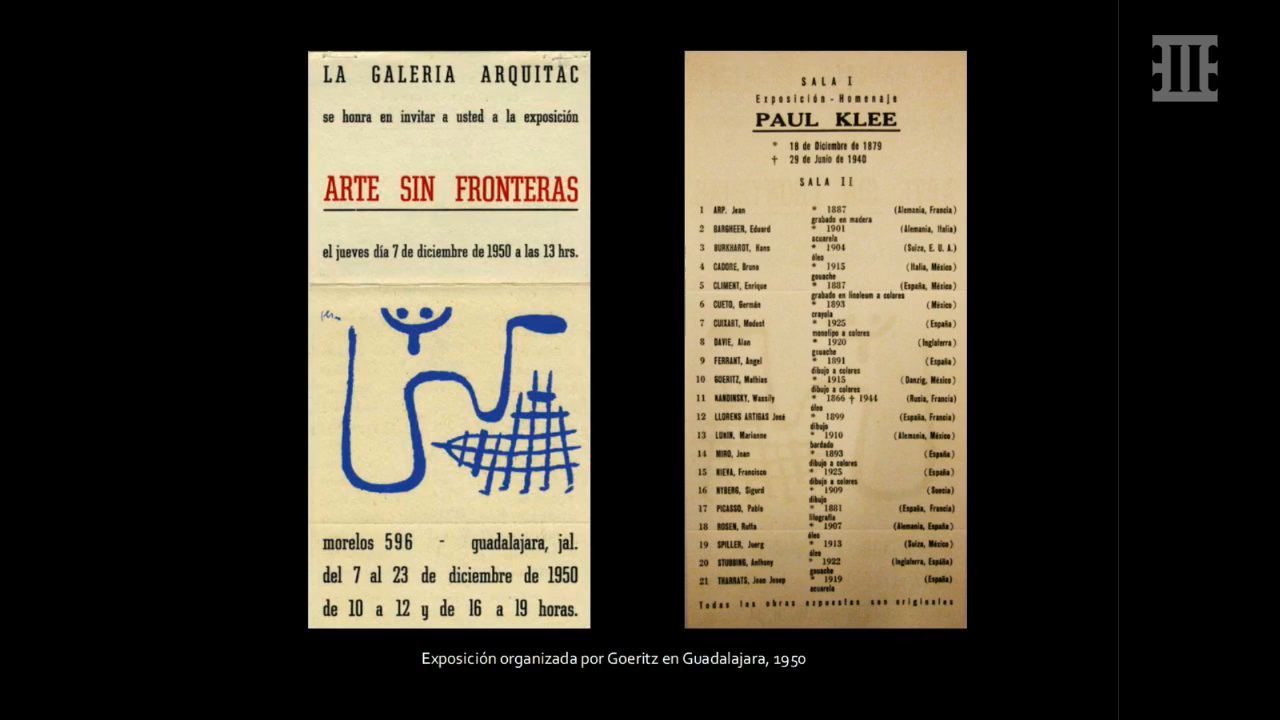 LA GALERIA ARQUITAC
se honra en invitar a usted a la exposición
ARTE SIN FRONTERAS
el jueves día 7 de diciembre de 1950 a las 13 hrs.
morelos 596 - guadalajara, jal.
del 7 al 23 de diciembre de 1950
de 10 a 12 y de 16 a 19 horas.
SALA I
Exposición - Homenaje
PAUL KLEE
* 18 de Diciembre de 1879
† 29 de Junio de 1940
SALA II
1 ARP, Jean * 1887 (Alemania, Francia)
grabado en madera
2 BARGHEER, Eduard * 1901 (Alemania, Italia)
acuarela
3 BURKHARDT, Hans * 1904 (Suiza, E. U. A.)
óleo
4 CADORE, Bruno * 1915 (Italia, México)
gouache
5 CLIMENT, Enrique * 1887 (España, México)
grabado en linoleum a colores
6 CUETO, Germán * 1893 (México)
crayola
7 CUIXART, Modest * 1925 (España)
monotipo a colores
8 DAVIE, Alan * 1920 (Inglaterra)
gouache
9 FERRANT, Angel * 1891 (España)
dibujo a colores
10 GOERITZ, Mathias * 1915 (Danzig, México)
dibujo a colores
11 KANDINSKY, Wassily * 1866 † 1944 (Rusia, Francia)
óleo
12 LLORENS ARTIGAS José * 1899 (España, Francia)
dibujo
13 LUKIN, Marianne * 1910 (Alemania, México)
bordado
14 MIRO, Joan * 1893 (España)
dibujo a colores
15 NIEVA, Francisco * 1925 (España)
dibujo a colores
16 NYBERG, Sigurd * 1909 (Suecia)
dibujo
17 PICASSO, Pablo * 1881 (España, Francia)
litografía
18 ROSEN, Rolfa * 1907 (Alemania, España)
óleo
19 SPILLER, Juerg * 1913 (Suiza, México)
óleo
20 STUBBING, Anthony * 1922 (Inglaterra, España)
gouache
21 THARRATS, Jean Josep * 1919 (España)
acuarela
Todas las obras expuestas son originales
Exposición organizada por Goeritz en Guadalajara, 1950